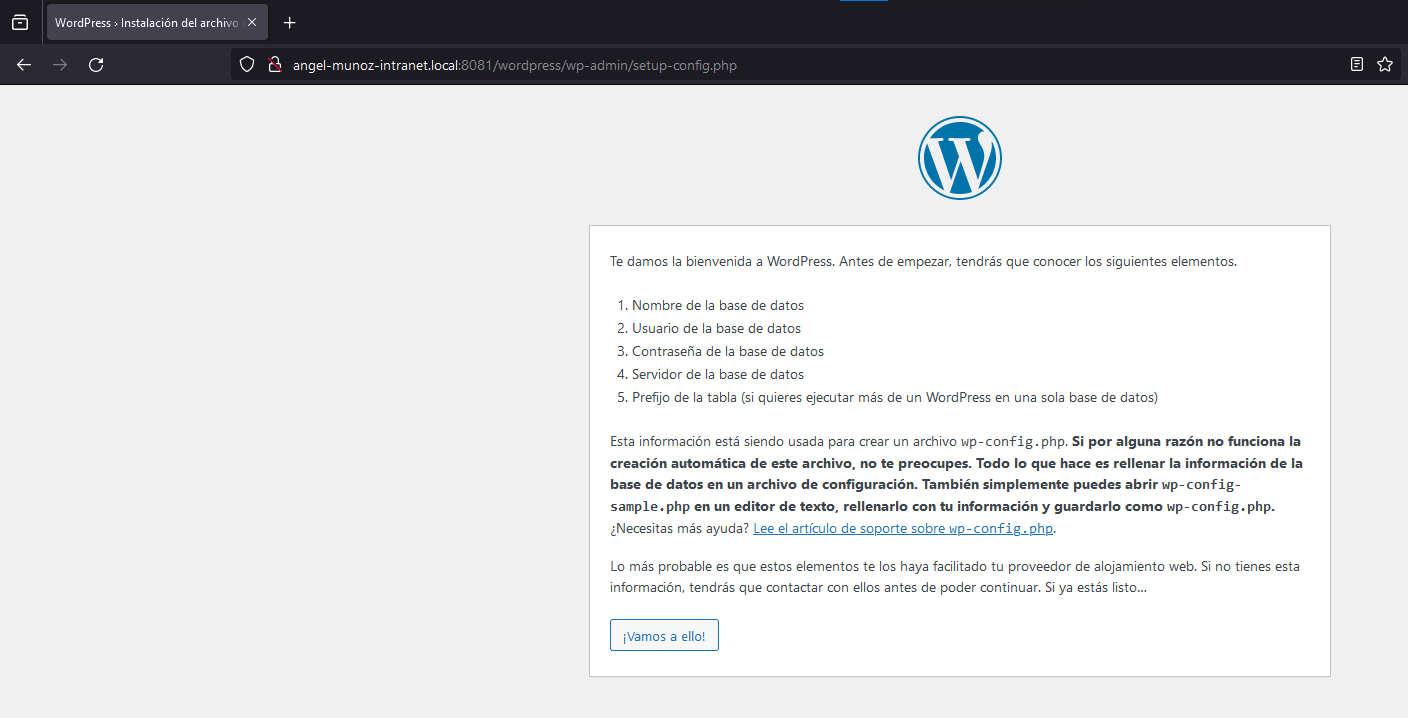 WordPress › Instalación del archivo
angel-munoz-intranet.local:8081/wordpress/wp-admin/setup-config.php
Te damos la bienvenida a WordPress. Antes de empezar, tendrás que conocer los siguientes elementos.
1. Nombre de la base de datos
2. Usuario de la base de datos
3. Contraseña de la base de datos
4. Servidor de la base de datos
5. Prefijo de la tabla (si quieres ejecutar más de un WordPress en una sola base de datos)
Esta información está siendo usada para crear un archivo wp-config.php. Si por alguna razón no funciona la
creación automática de este archivo, no te preocupes. Todo lo que hace es rellenar la información de la
base de datos en un archivo de configuración. También simplemente puedes abrir wp-config-
sample.php en un editor de texto, rellenarlo con tu información y guardarlo como wp-config.php.
¿Necesitas más ayuda? Lee el artículo de soporte sobre wp-config.php.
Lo más probable es que estos elementos te los haya facilitado tu proveedor de alojamiento web. Si no tienes esta
información, tendrás que contactar con ellos antes de poder continuar. Si ya estás listo…
¡Vamos a ello!